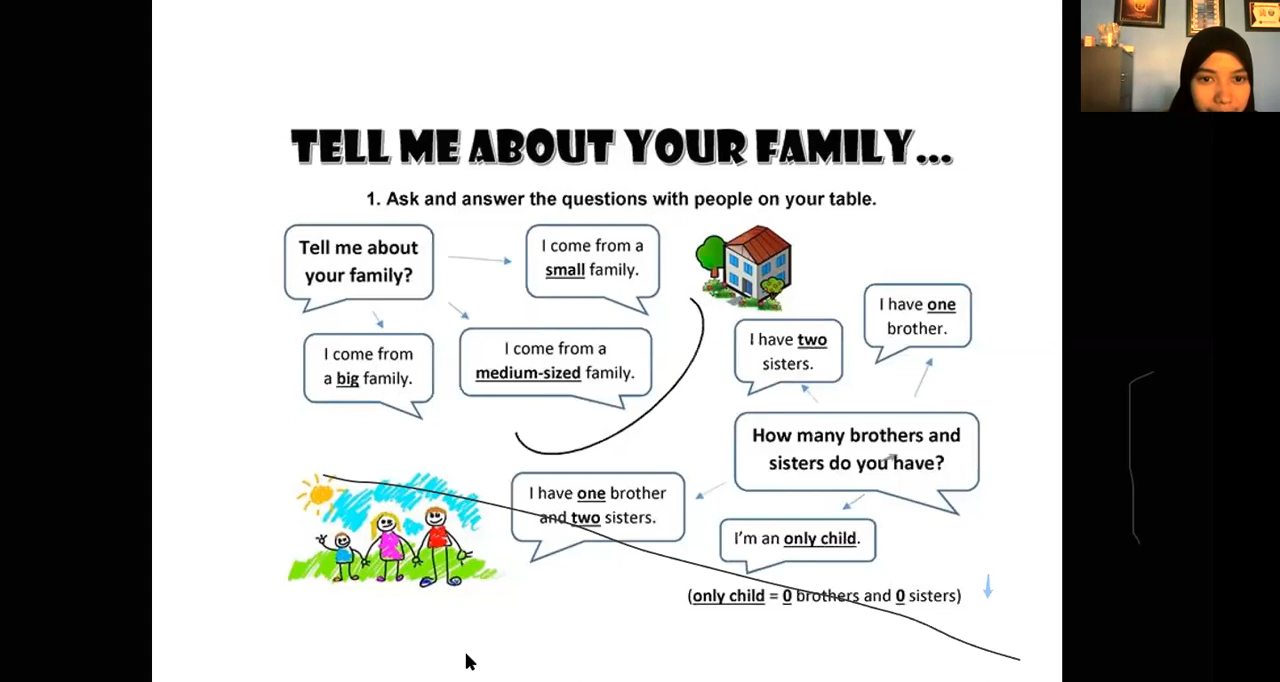 TELL ME ABOUT YOUR FAMILY...
1. Ask and answer the questions with people on your table.
Tell me about
your family?
I come from a
small family.
I come from
a big family.
I come from a
medium-sized family.
I have two
sisters.
I have one
brother.
How many brothers and
sisters do you have?
I have one brother
and two sisters.
I'm an only child.
(only child = 0 brothers and 0 sisters)